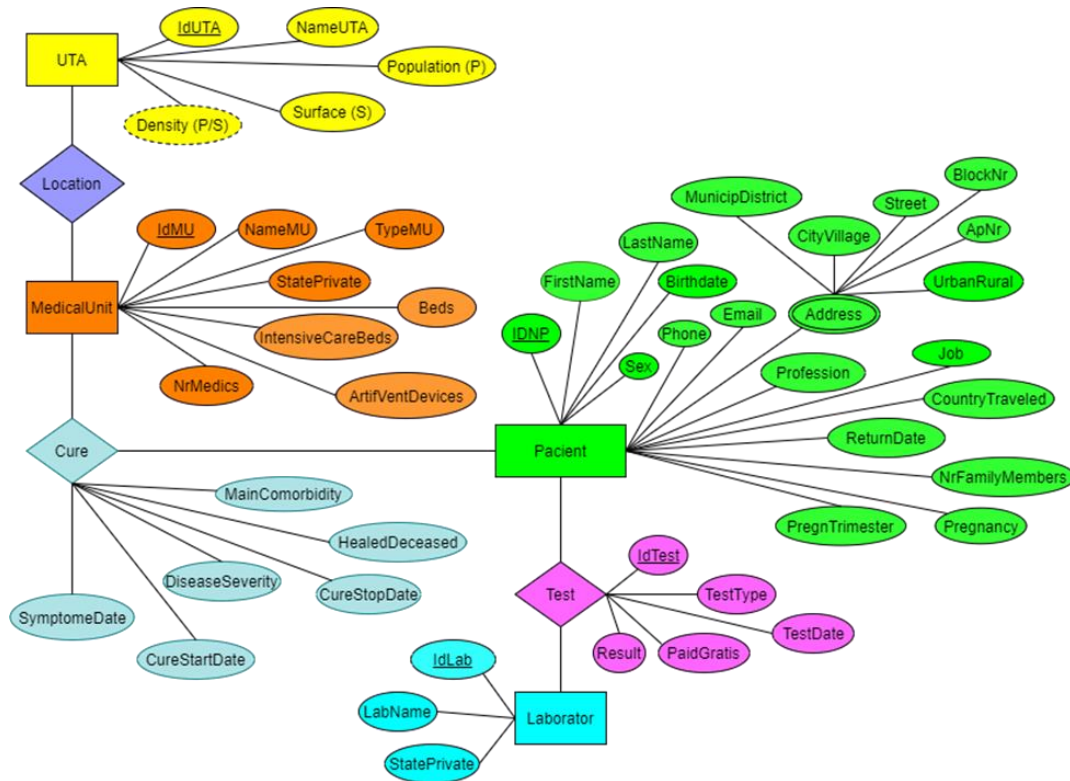 IdUTA
NameUTA
UTA
Population (P)
Surface (S)
Density (P/S)
Location
IdMU
NameMU
TypeMU
StatePrivate
MedicalUnit
Beds
IntensiveCareBeds
NrMedics
ArtifVentDevices
BlockNr
MunicipDistrict
Street
CityVillage
ApNr
LastName
FirstName
Birthdate
UrbanRural
Email
Address
IDNP
Phone
Sex
Job
Profession
CountryTraveled
ReturnDate
NrFamilyMembers
PregnTrimester
Pregnancy
Pacient
Cure
MainComorbidity
HealedDeceased
DiseaseSeverity
CureStopDate
SymptomeDate
CureStartDate
IdTest
Test
TestType
TestDate
Result
PaidGratis
IdLab
LabName
Laborator
StatePrivate